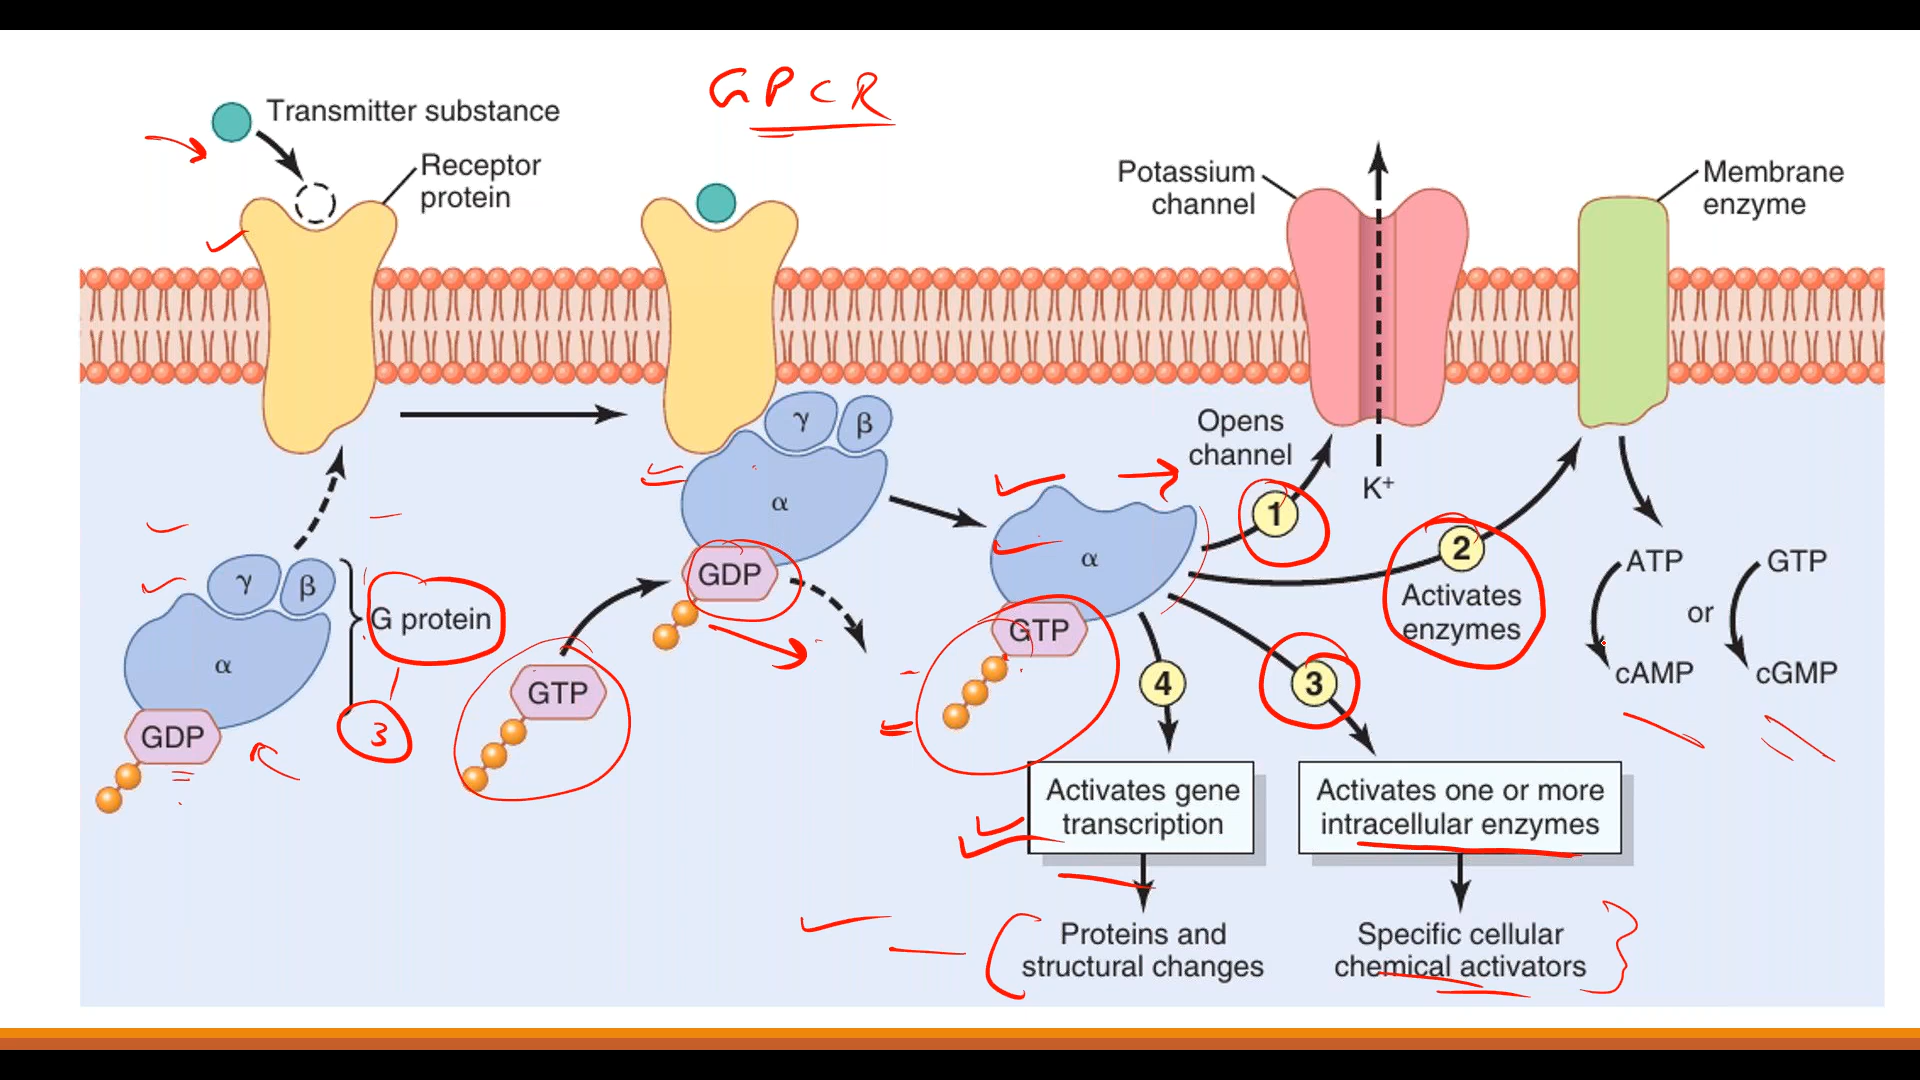 GPCR
Transmitter substance
Receptor
protein
Potassium
channel
Membrane
enzyme
γ
β
α
GDP
G protein
3
GTP
γ
β
α
GDP
α
GTP
Opens
channel
1
K⁺
2
Activates
enzymes
3
4
ATP
or
GTP
cAMP
cGMP
Activates gene
transcription
Activates one or more
intracellular enzymes
Proteins and
structural changes
Specific cellular
chemical activators